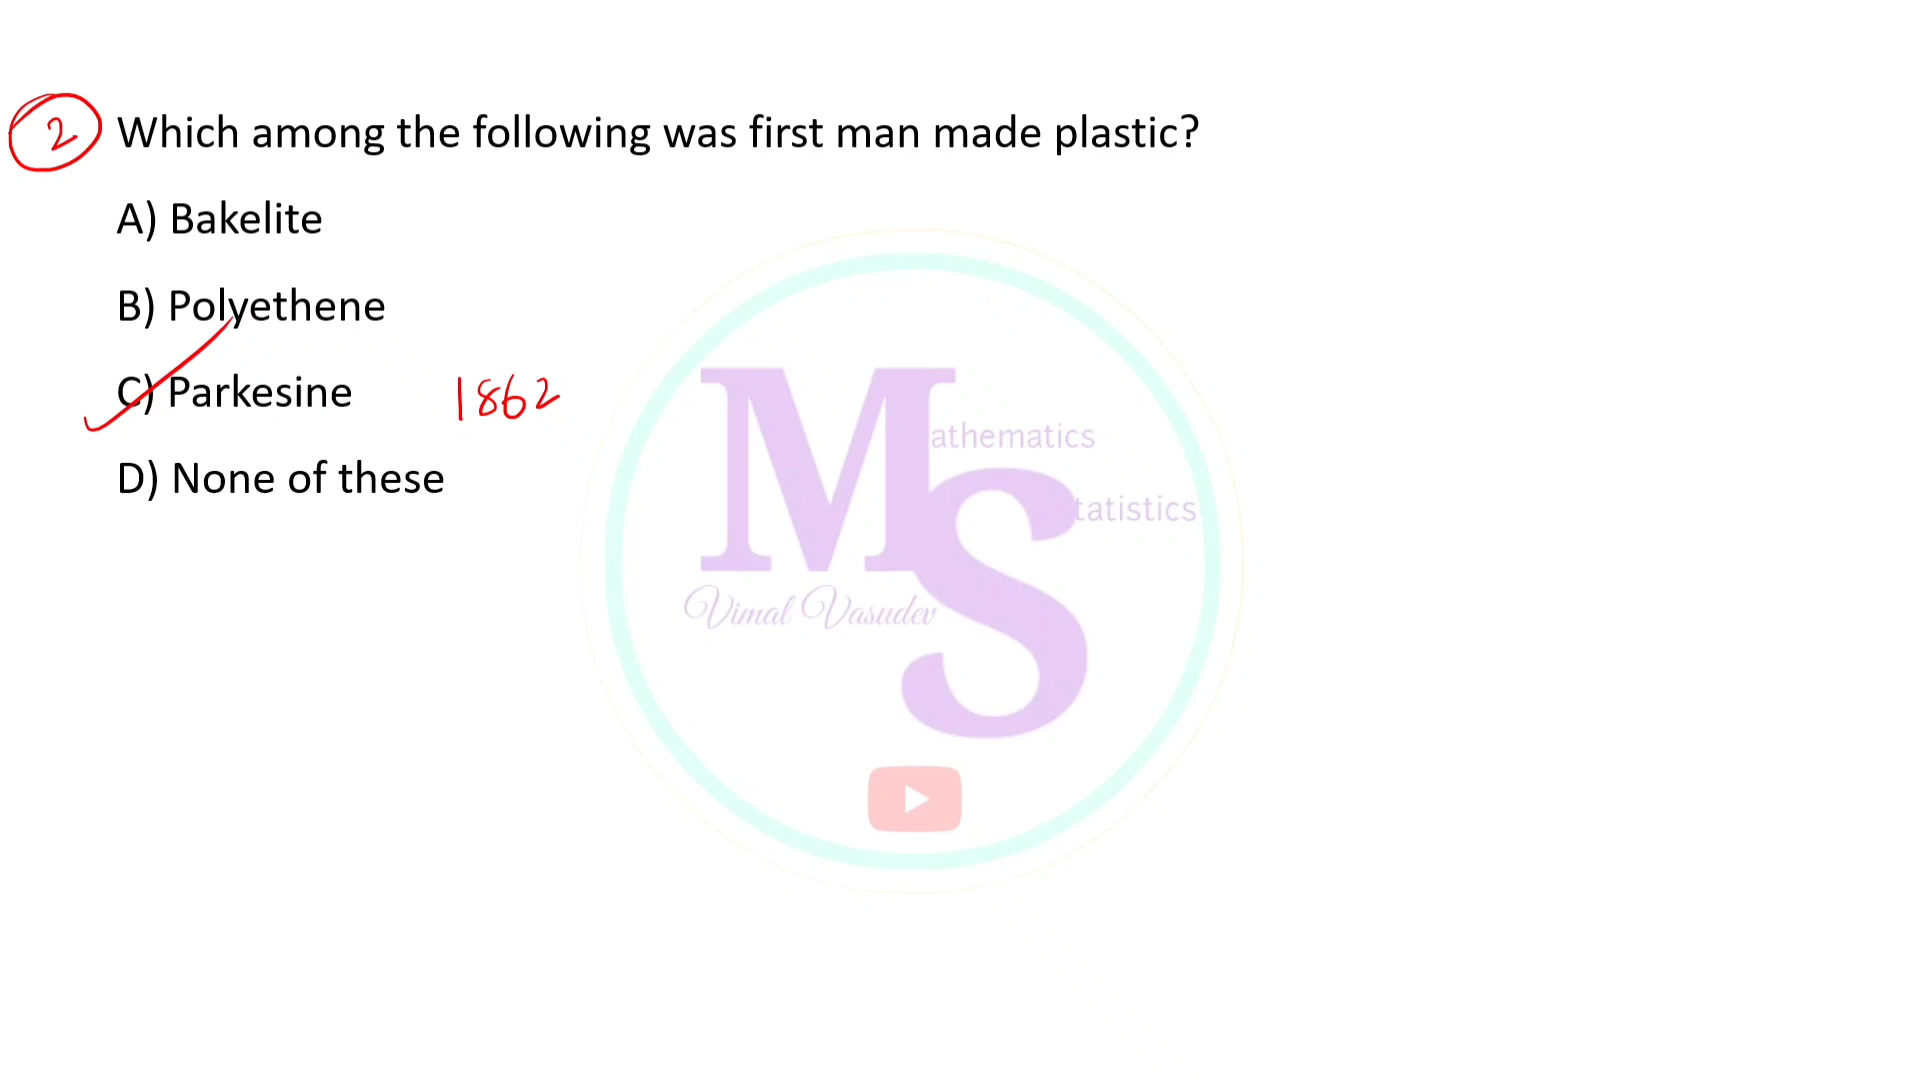 2 Which among the following was first man made plastic?
A) Bakelite
B) Polyethene
C) Parkesine 1862
D) None of these
M
athematics
S
tatistics
Vimal Vasudev